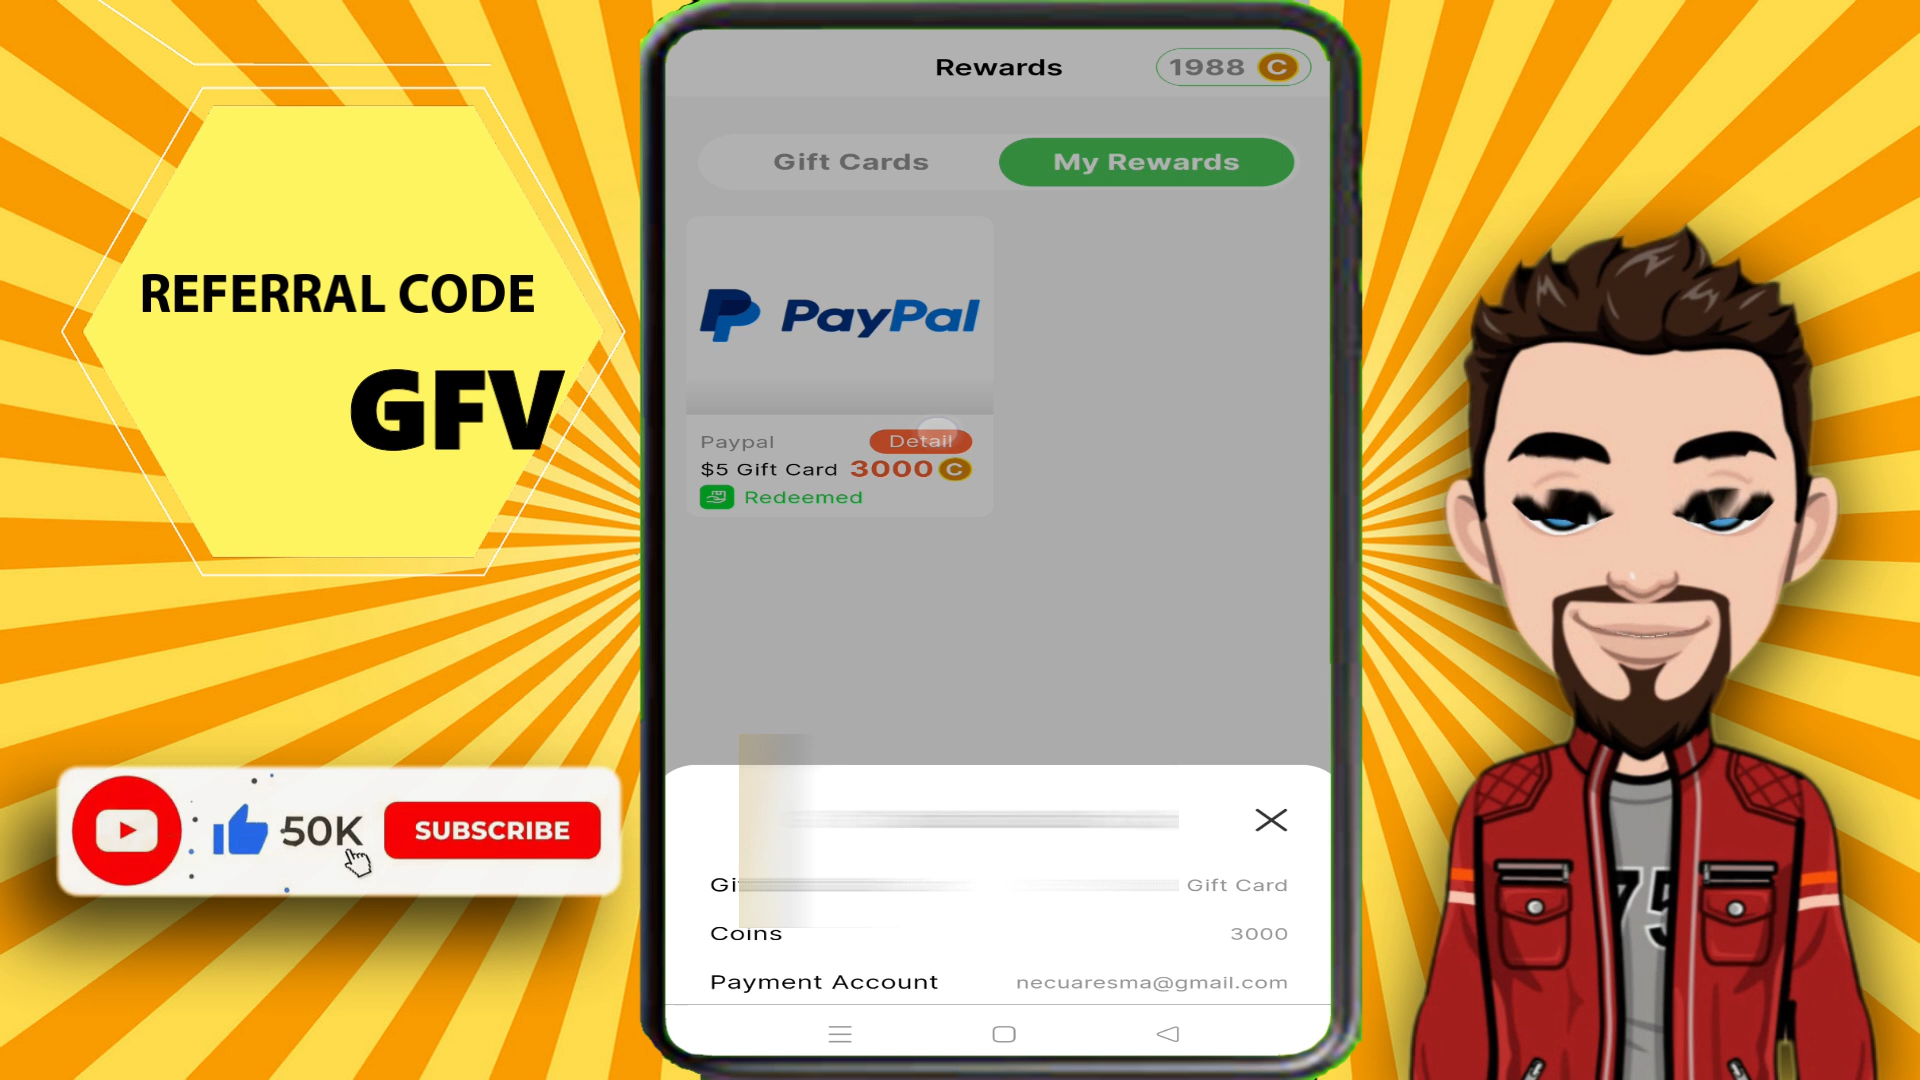 REFERRAL CODE
GFV
50K
SUBSCRIBE
Rewards
1988 C
Gift Cards
My Rewards
PayPal
Paypal
Detail
$5 Gift Card
3000 C
Redeemed
Gift Card
Coins
3000
Payment Account
necuaresma@gmail.com
75